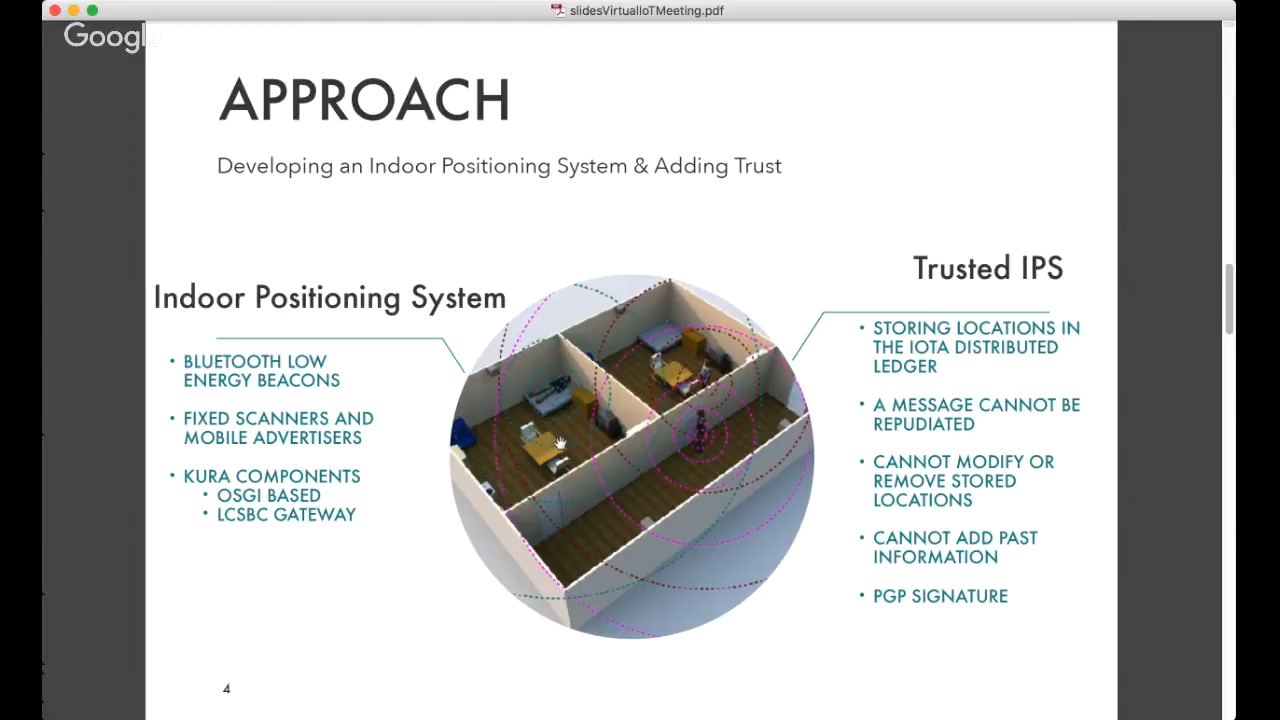 slidesVirtualIoTMeeting.pdf
Google
APPROACH
Developing an Indoor Positioning System & Adding Trust
Indoor Positioning System
• BLUETOOTH LOW
ENERGY BEACONS
• FIXED SCANNERS AND
MOBILE ADVERTISERS
• KURA COMPONENTS
• OSGI BASED
• LCSBC GATEWAY
Trusted IPS
• STORING LOCATIONS IN
THE IOTA DISTRIBUTED
LEDGER
• A MESSAGE CANNOT BE
REPUDIATED
• CANNOT MODIFY OR
REMOVE STORED
LOCATIONS
• CANNOT ADD PAST
INFORMATION
• PGP SIGNATURE
4